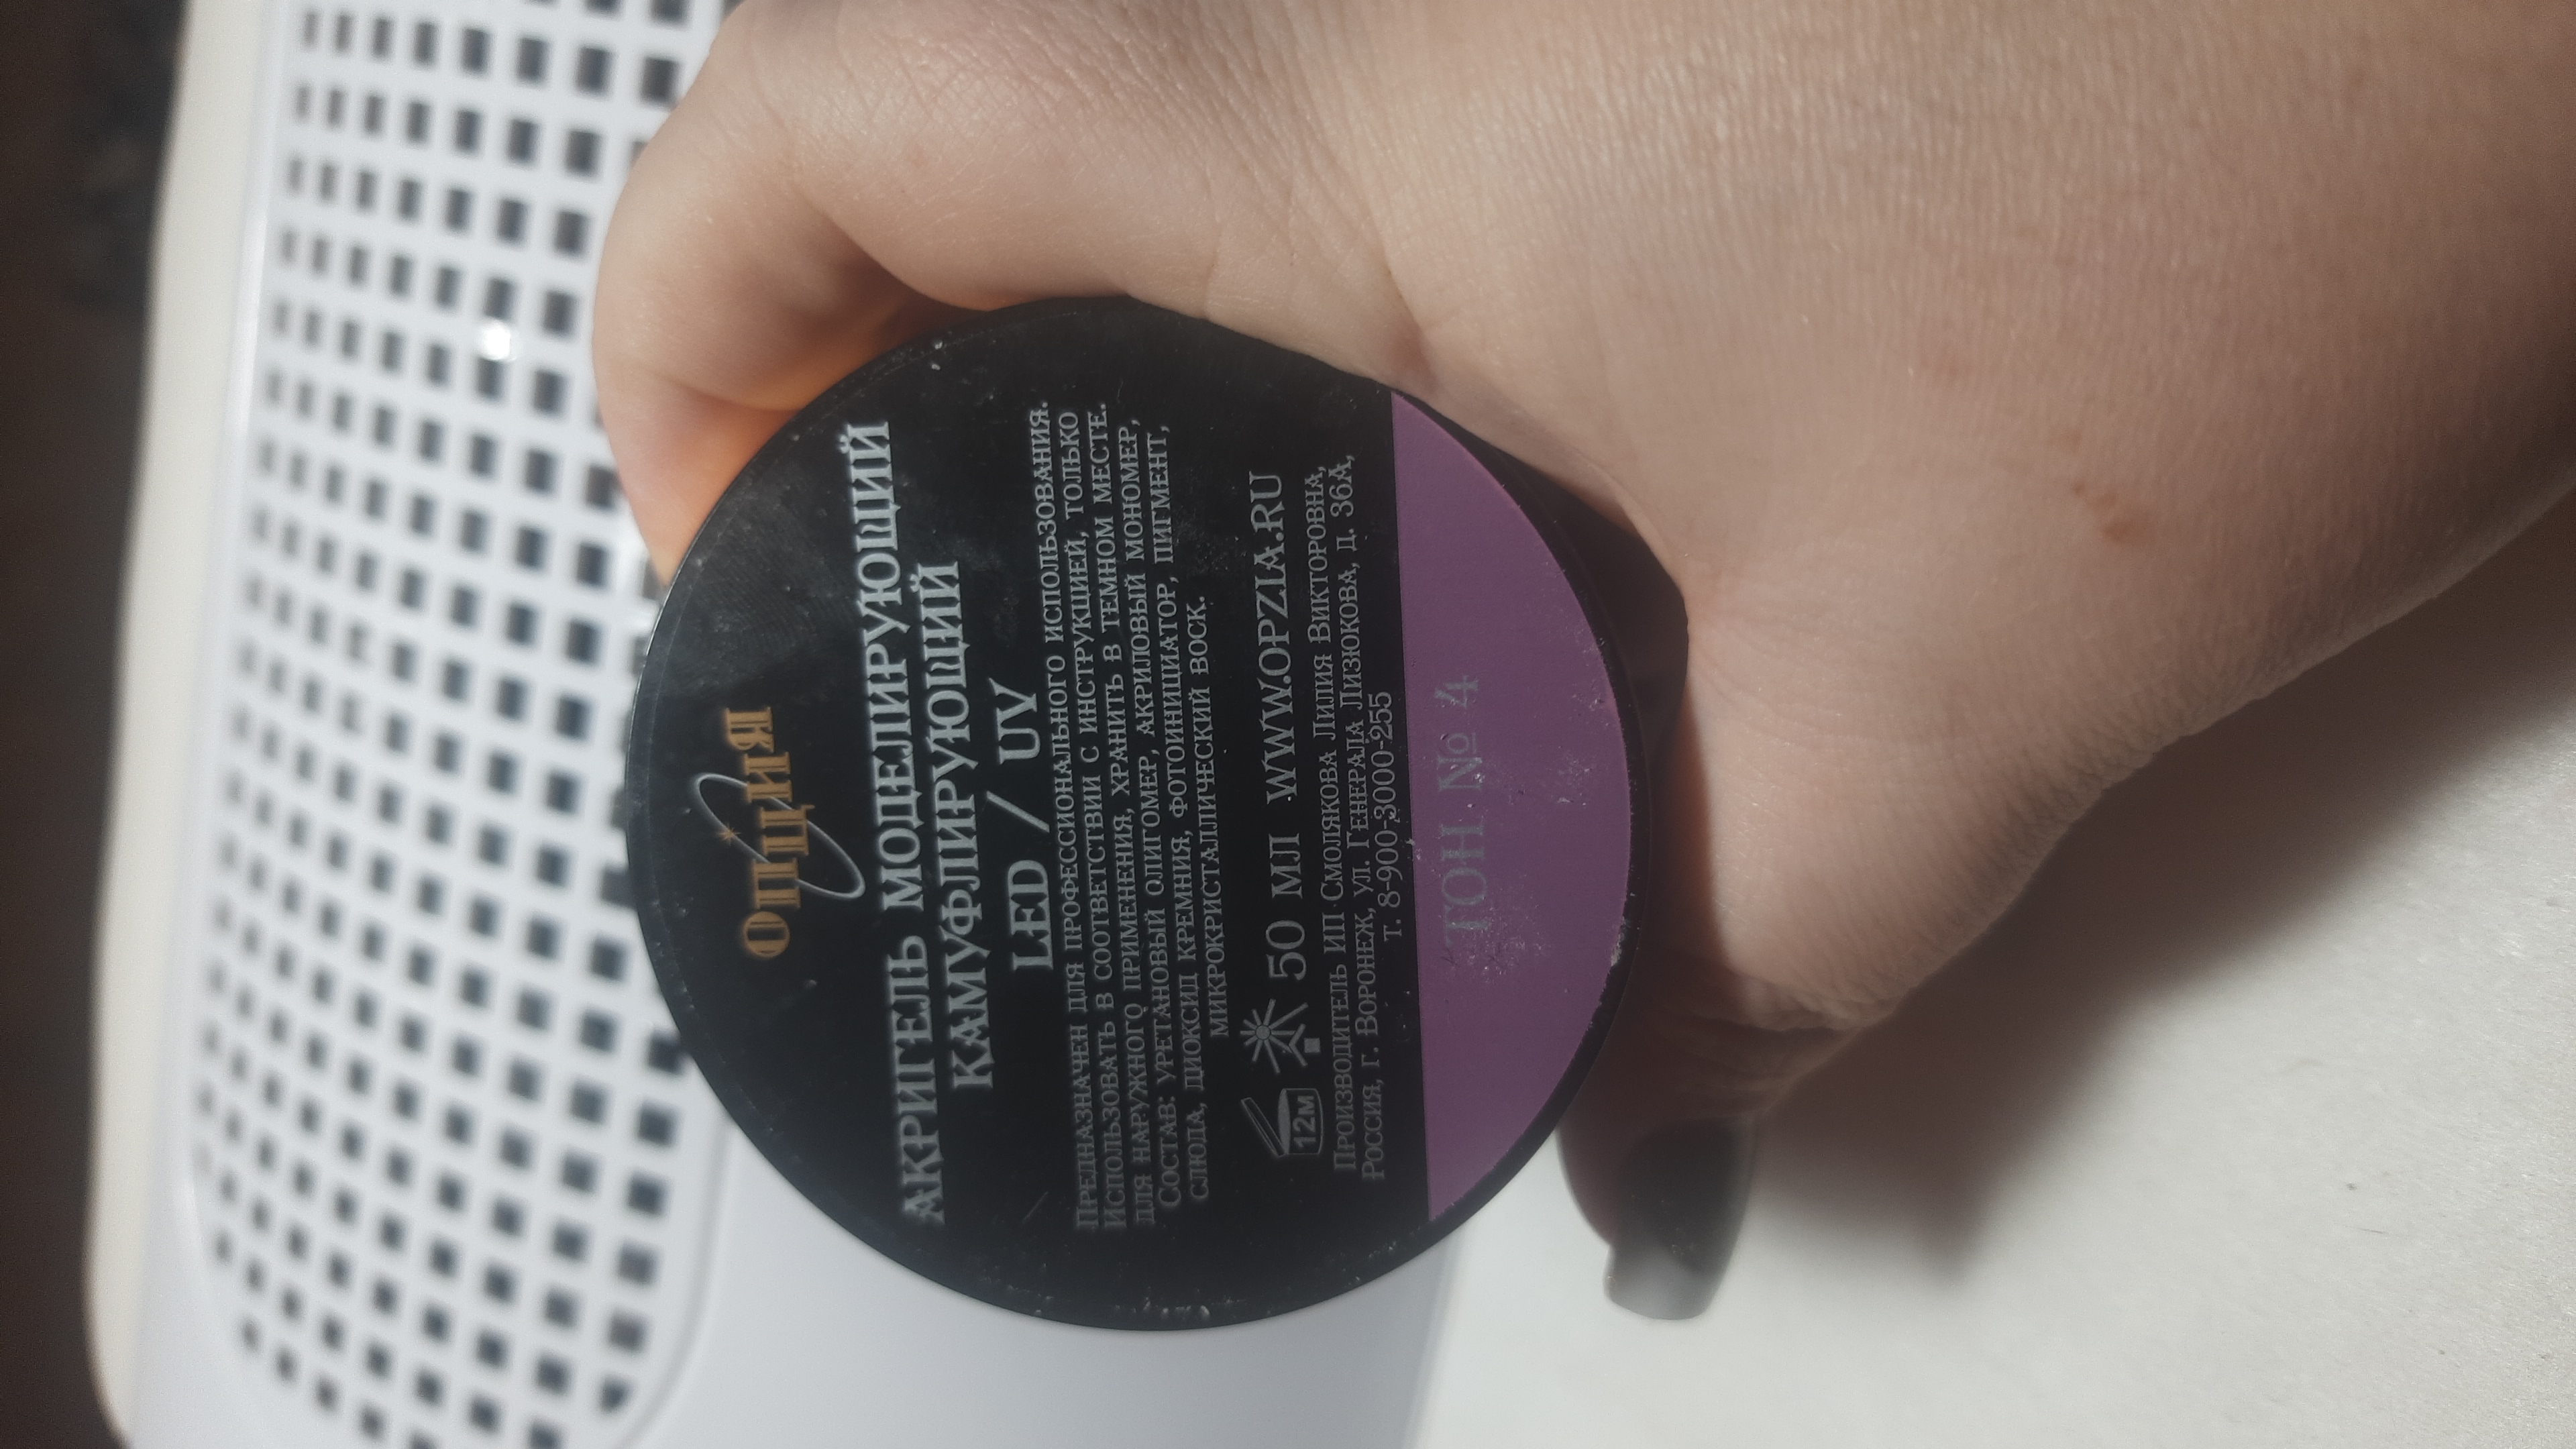 ОПЦИЯ
АКРИГЕЛЬ МОДЕЛИРУЮЩИЙ
КАМУФЛИРУЮЩИЙ
LED / UV
ПРЕДНАЗНАЧЕН ДЛЯ ПРОФЕССИОНАЛЬНОГО ИСПОЛЬЗОВАНИЯ.
ИСПОЛЬЗОВАТЬ В СООТВЕТСТВИИ С ИНСТРУКЦИЕЙ, ТОЛЬКО
ДЛЯ НАРУЖНОГО ПРИМЕНЕНИЯ, ХРАНИТЬ В ТЕМНОМ МЕСТЕ.
СОСТАВ: УРЕТАНОВЫЙ ОЛИГОМЕР, АКРИЛОВЫЙ МОНОМЕР,
СЛЮДА, ДИОКСИД КРЕМНИЯ, ФОТОИНИЦИАТОР, ПИГМЕНТ,
МИКРОКРИСТАЛЛИЧЕСКИЙ ВОСК.
12М 50 МЛ WWW.OPZIA.RU
ПРОИЗВОДИТЕЛЬ ИП СМОЛЯКОВА ЛИЛИЯ ВИКТОРОВНА,
РОССИЯ, Г. ВОРОНЕЖ, УЛ. ГЕНЕРАЛА ЛИЗЮКОВА, Д. 36А,
Т. 8-900-3000-255
ТОН № 4